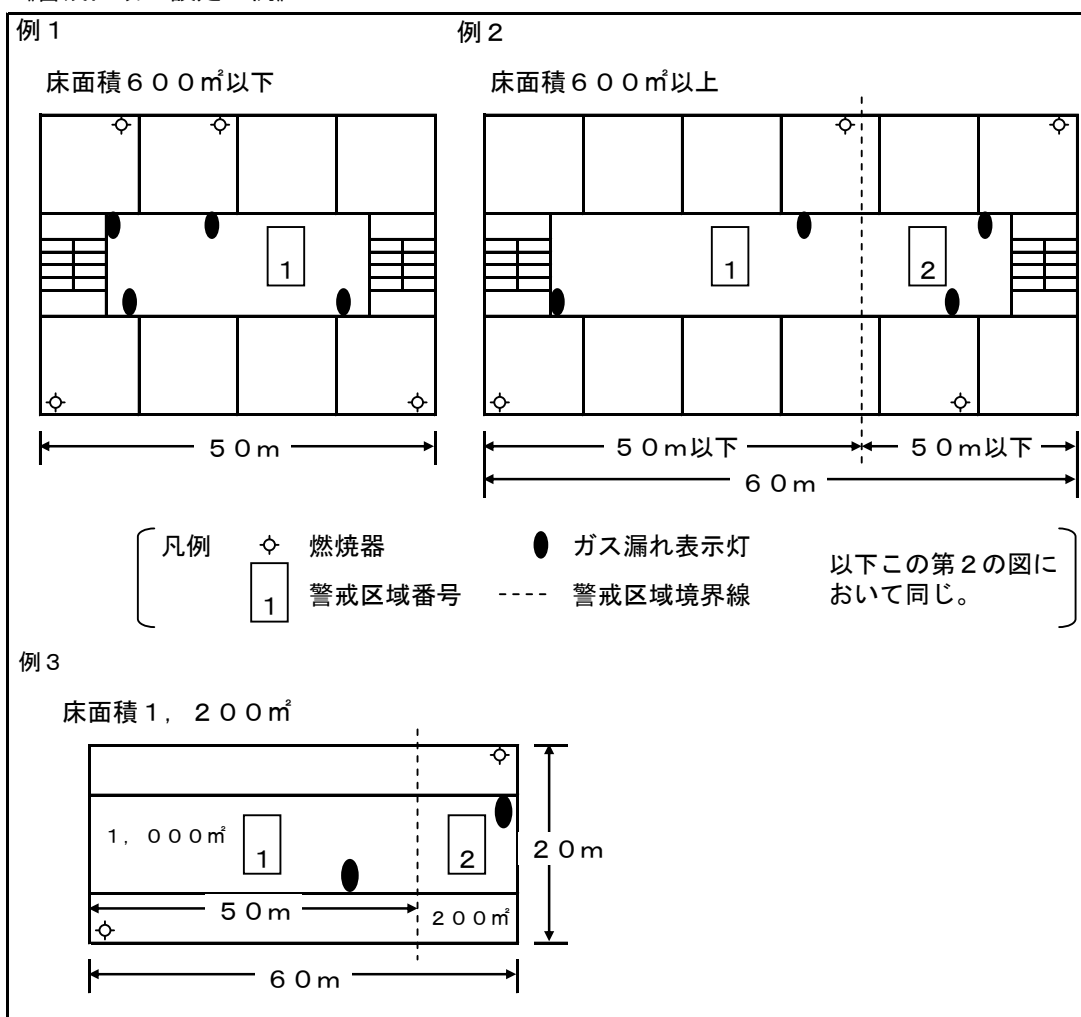 例１
例２
床面積６００㎡以下
床面積６００㎡以上
1
1
2
５０ｍ
５０ｍ以下
５０ｍ以下
６０ｍ
凡例
燃焼器
ガス漏れ表示灯
1
警戒区域番号
警戒区域境界線
以下この第２の図に
おいて同じ。
例３
床面積１，２００㎡
１，０００㎡
1
2
２０ｍ
５０ｍ
２００㎡
６０ｍ